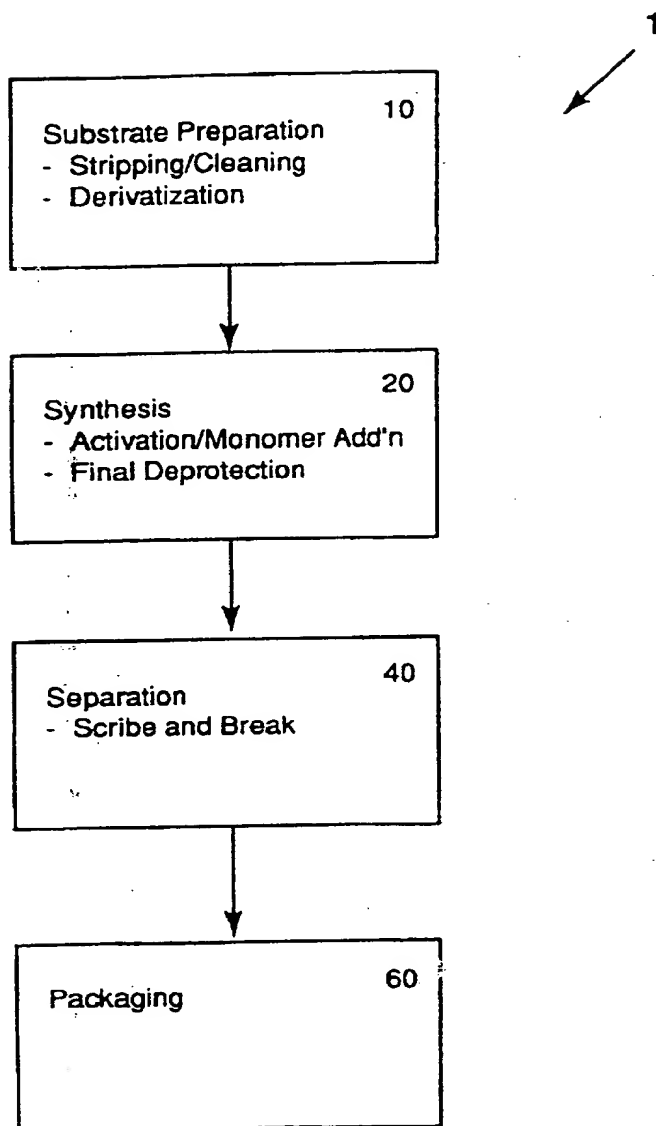 1
10
Substrate Preparation
- Stripping/Cleaning
- Derivatization
20
Synthesis
- Activation/Monomer Add'n
- Final Deprotection
40
Separation
- Scribe and Break
60
Packaging